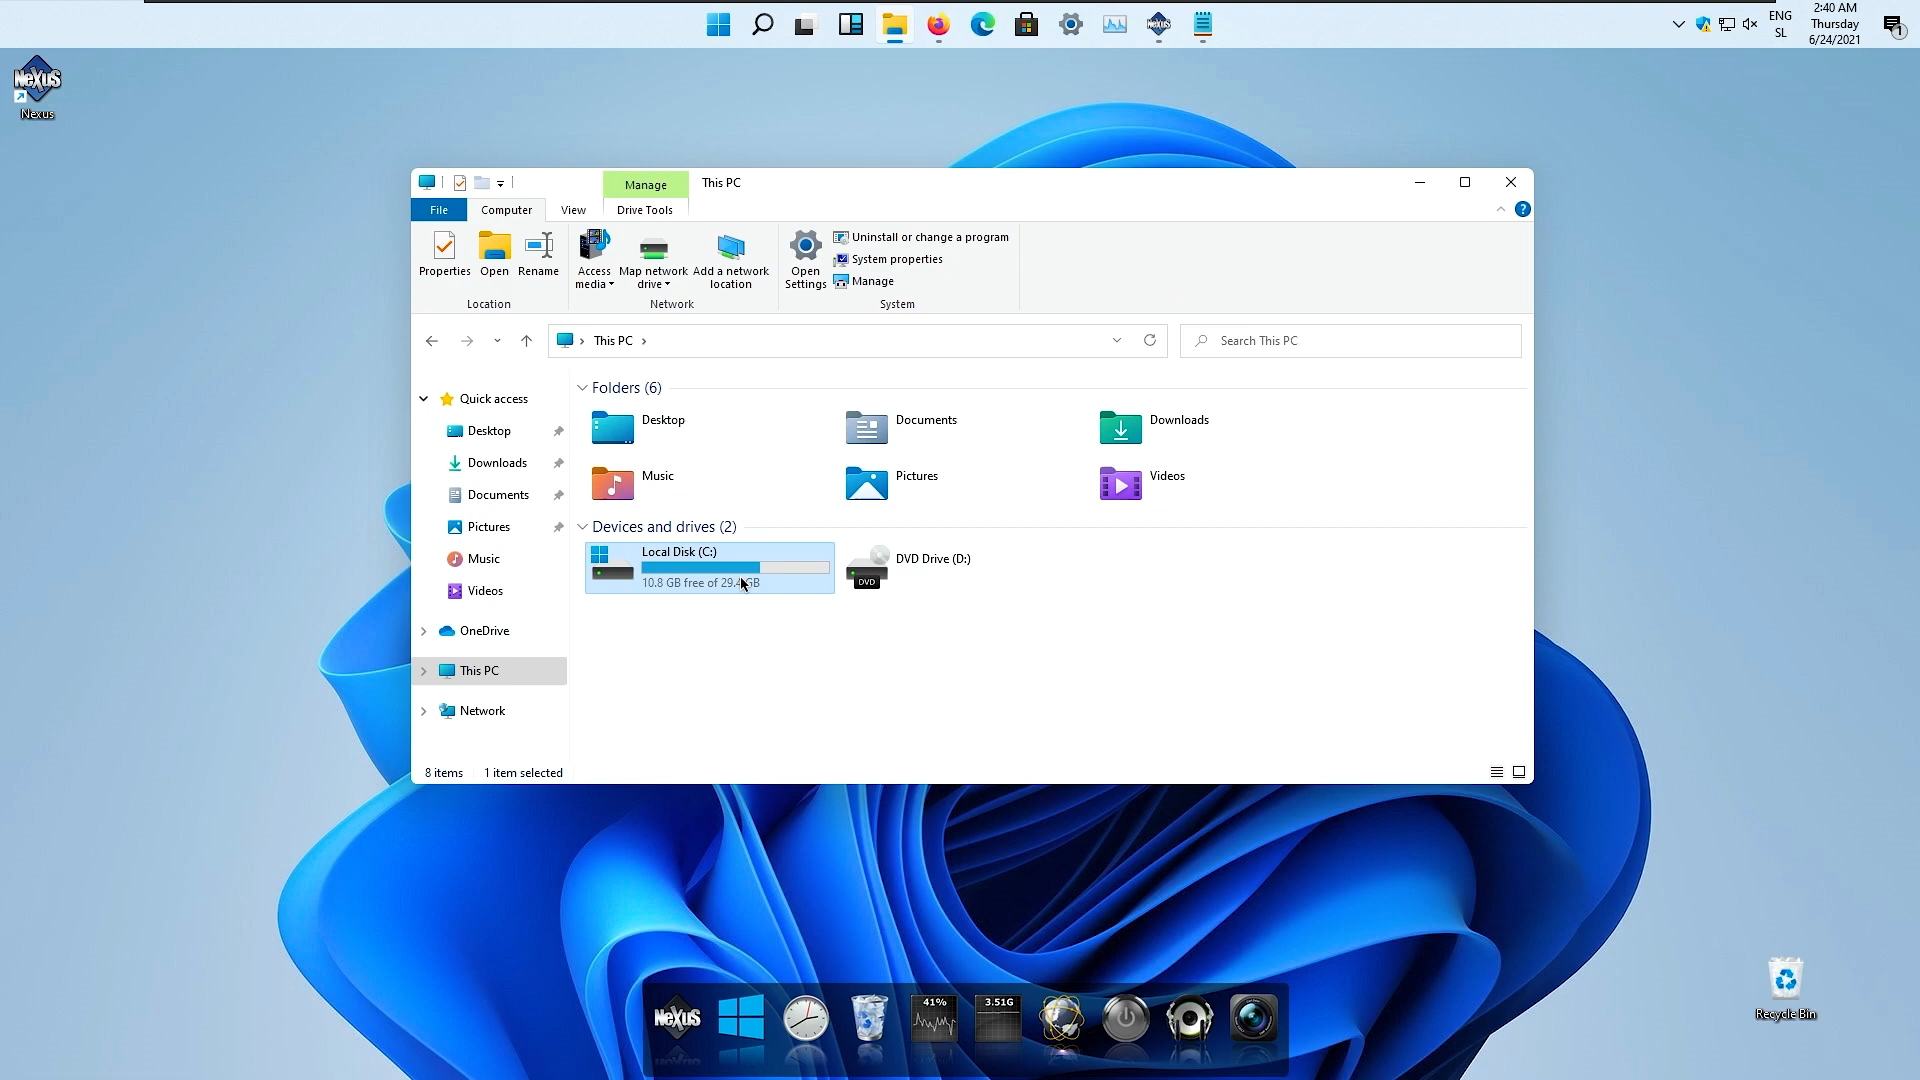 ENG
SL
2:40 AM
Thursday
6/24/2021
1
NeXuS
Nexus
Manage
This PC
File
Computer
View
Drive Tools
?
Properties
Open
Rename
Access
media
Map network
drive
Add a network
location
Open
Settings
Uninstall or change a program
System properties
Manage
Location
Network
System
This PC
Search This PC
Quick access
Desktop
Downloads
Documents
Pictures
Music
Videos
OneDrive
This PC
Network
Folders (6)
Desktop
Documents
Downloads
Music
Pictures
Videos
Devices and drives (2)
Local Disk (C:)
10.8 GB free of 29.4 GB
DVD
DVD Drive (D:)
8 items
1 item selected
NeXuS
41%
3.51G
Recycle Bin